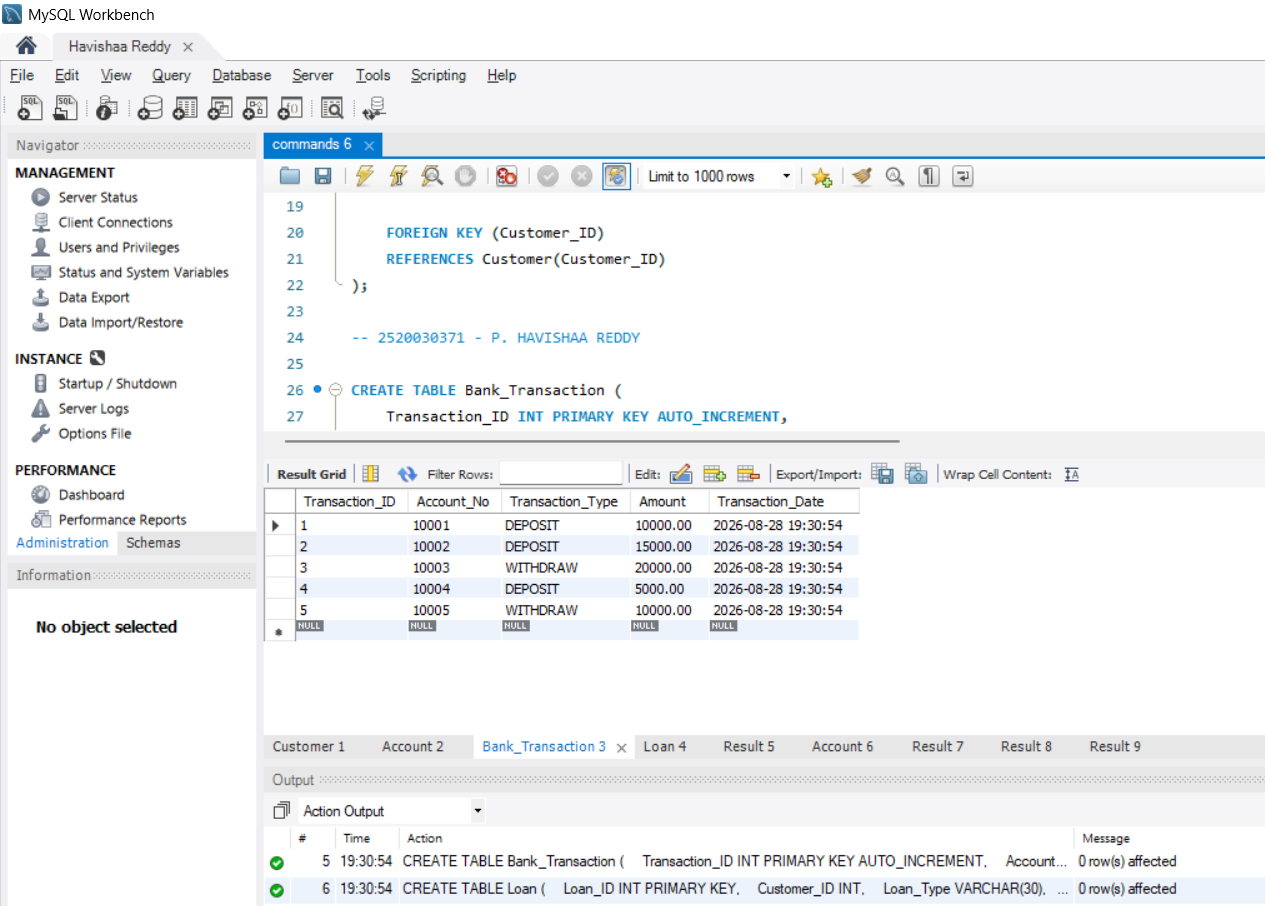 MySQL Workbench
Havishaa Reddy
File Edit View Query Database Server Tools Scripting Help
Navigator
MANAGEMENT
Server Status
Client Connections
Users and Privileges
Status and System Variables
Data Export
Data Import/Restore
INSTANCE
Startup / Shutdown
Server Logs
Options File
PERFORMANCE
Dashboard
Performance Reports
Administration Schemas
Information
No object selected
commands 6
Limit to 1000 rows
19
20 FOREIGN KEY (Customer_ID)
21 REFERENCES Customer(Customer_ID)
22 );
23
24 -- 2520030371 - P. HAVISHAA REDDY
25
26 CREATE TABLE Bank_Transaction (
27 Transaction_ID INT PRIMARY KEY AUTO_INCREMENT,
Result Grid Filter Rows: Edit: Export/Import: Wrap Cell Content: IA
Transaction_ID Account_No Transaction_Type Amount Transaction_Date
1 10001 DEPOSIT 10000.00 2026-08-28 19:30:54
2 10002 DEPOSIT 15000.00 2026-08-28 19:30:54
3 10003 WITHDRAW 20000.00 2026-08-28 19:30:54
4 10004 DEPOSIT 5000.00 2026-08-28 19:30:54
5 10005 WITHDRAW 10000.00 2026-08-28 19:30:54
NULL NULL NULL NULL NULL
Customer 1 Account 2 Bank_Transaction 3 Loan 4 Result 5 Account 6 Result 7 Result 8 Result 9
Output
Action Output
# Time Action Message
5 19:30:54 CREATE TABLE Bank_Transaction ( Transaction_ID INT PRIMARY KEY AUTO_INCREMENT, Account... 0 row(s) affected
6 19:30:54 CREATE TABLE Loan ( Loan_ID INT PRIMARY KEY, Customer_ID INT, Loan_Type VARCHAR(30), ... 0 row(s) affected